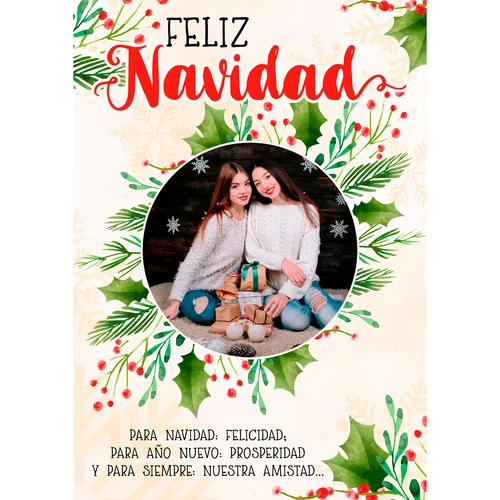 FELIZ
Navidad
PARA NAVIDAD: FELICIDAD;
PARA AÑO NUEVO: PROSPERIDAD
Y PARA SIEMPRE: NUESTRA AMISTAD...